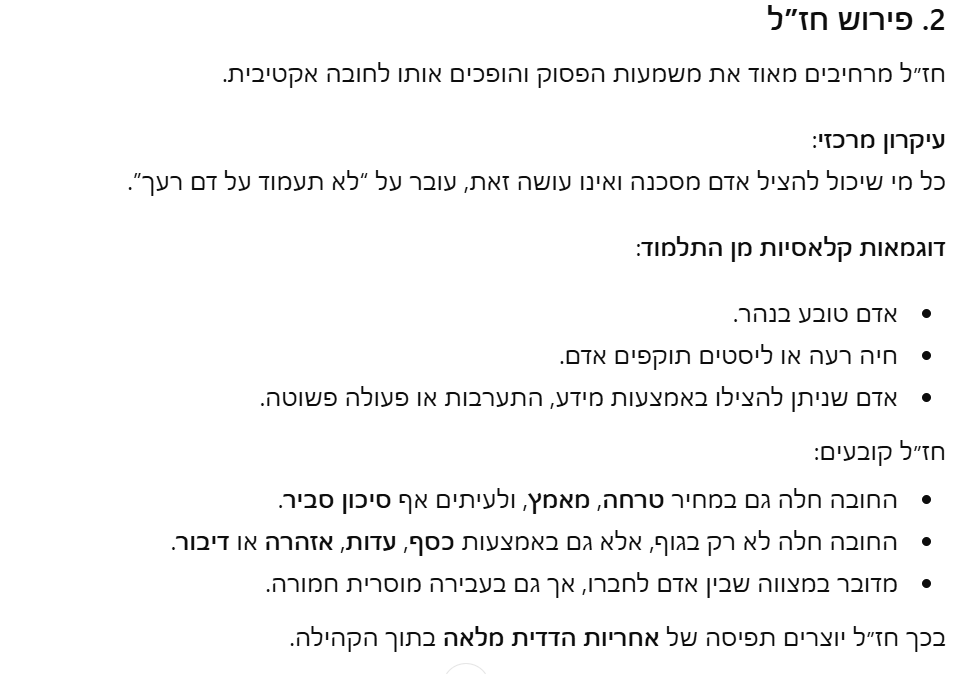 2. פירוש חז״ל
חז״ל מרחיבים מאוד את משמעות הפסוק והופכים אותו לחובה אקטיבית.
עיקרון מרכזי:
כל מי שיכול להציל אדם מסכנה ואינו עושה זאת, עובר על “לא תעמוד על דם רעך”.
דוגמאות קלאסיות מן התלמוד:
• אדם טובע בנהר.
• חיה רעה או ליסטים תוקפים אדם.
• אדם שניתן להצילו באמצעות מידע, התערבות או פעולה פשוטה.
חז״ל קובעים:
• החובה חלה גם במחיר טרחה, מאמץ, ולעיתים אף סיכון סביר.
• החובה חלה לא רק בגוף, אלא גם באמצעות כסף, עדות, אזהרה או דיבור.
• מדובר במצווה שבין אדם לחברו, אך גם בעבירה מוסרית חמורה.
בכך חז״ל יוצרים תפיסה של אחריות הדדית מלאה בתוך הקהילה.